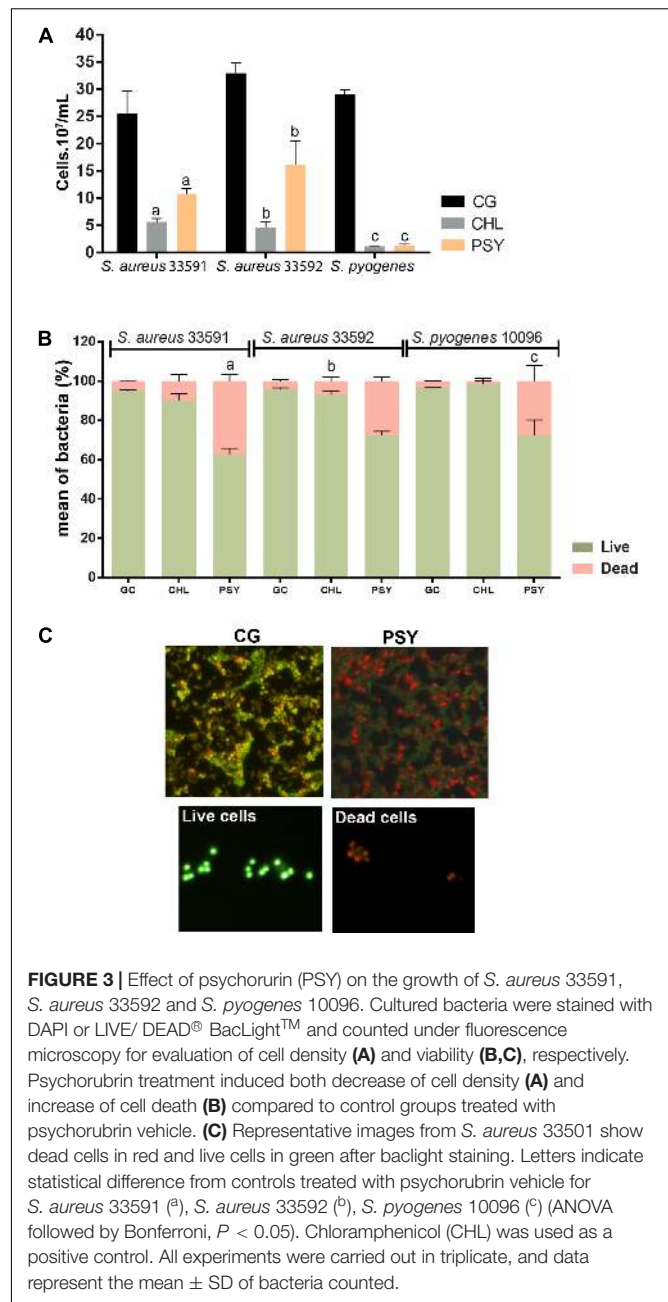 A
Cells.10⁷/mL
40
35
30
25
20
15
10
5
0
a
a
b
b
c
c
CG
CHL
PSY
S. aureus 33591
S. aureus 33592
S. pyogenes
B
S. aureus 33591
S. aureus 33592
S. pyogenes 10096
mean of bacteria (%)
120
100
80
60
40
20
0
a
b
c
Live
Dead
GC
CHL
PSY
GC
CHL
PSY
GC
CHL
PSY
C
CG
PSY
Live cells
Dead cells
FIGURE 3 | Effect of psychorurin (PSY) on the growth of S. aureus 33591,
S. aureus 33592 and S. pyogenes 10096. Cultured bacteria were stained with
DAPI or LIVE/ DEAD® BacLight™ and counted under fluorescence
microscopy for evaluation of cell density (A) and viability (B,C), respectively.
Psychorubrin treatment induced both decrease of cell density (A) and
increase of cell death (B) compared to control groups treated with
psychorubrin vehicle. (C) Representative images from S. aureus 33501 show
dead cells in red and live cells in green after baclight staining. Letters indicate
statistical difference from controls treated with psychorubrin vehicle for
S. aureus 33591 (ᵃ), S. aureus 33592 (ᵇ), S. pyogenes 10096 (ᶜ) (ANOVA
followed by Bonferroni, P < 0.05). Chloramphenicol (CHL) was used as a
positive control. All experiments were carried out in triplicate, and data
represent the mean ± SD of bacteria counted.